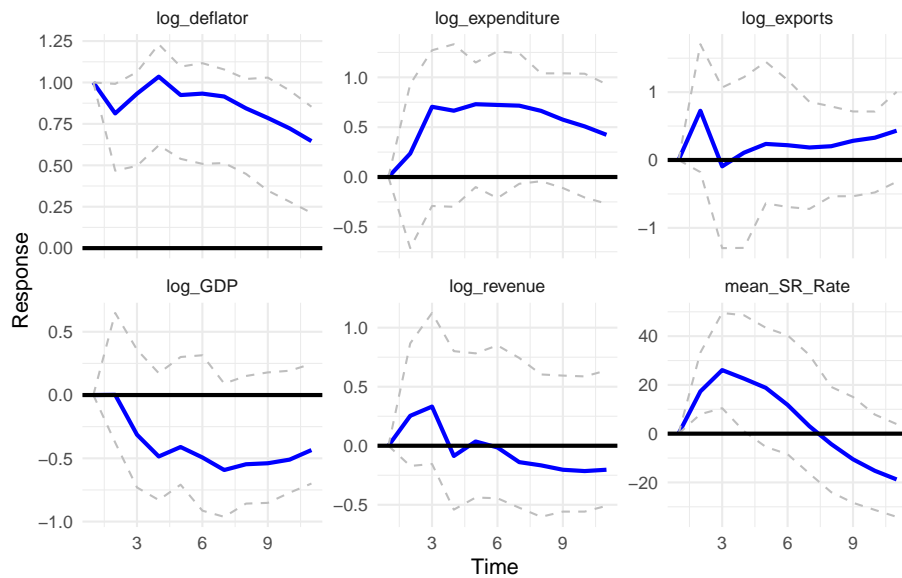 log_deflator
log_expenditure
log_exports
1.25
1.00
0.75
0.50
0.25
0.00
1.0
0.5
0.0
−0.5
1
0
−1
log_GDP
log_revenue
mean_SR_Rate
0.5
0.0
−0.5
−1.0
1.0
0.5
0.0
−0.5
40
20
0
−20
3 6 9
3 6 9
3 6 9
Time
Response